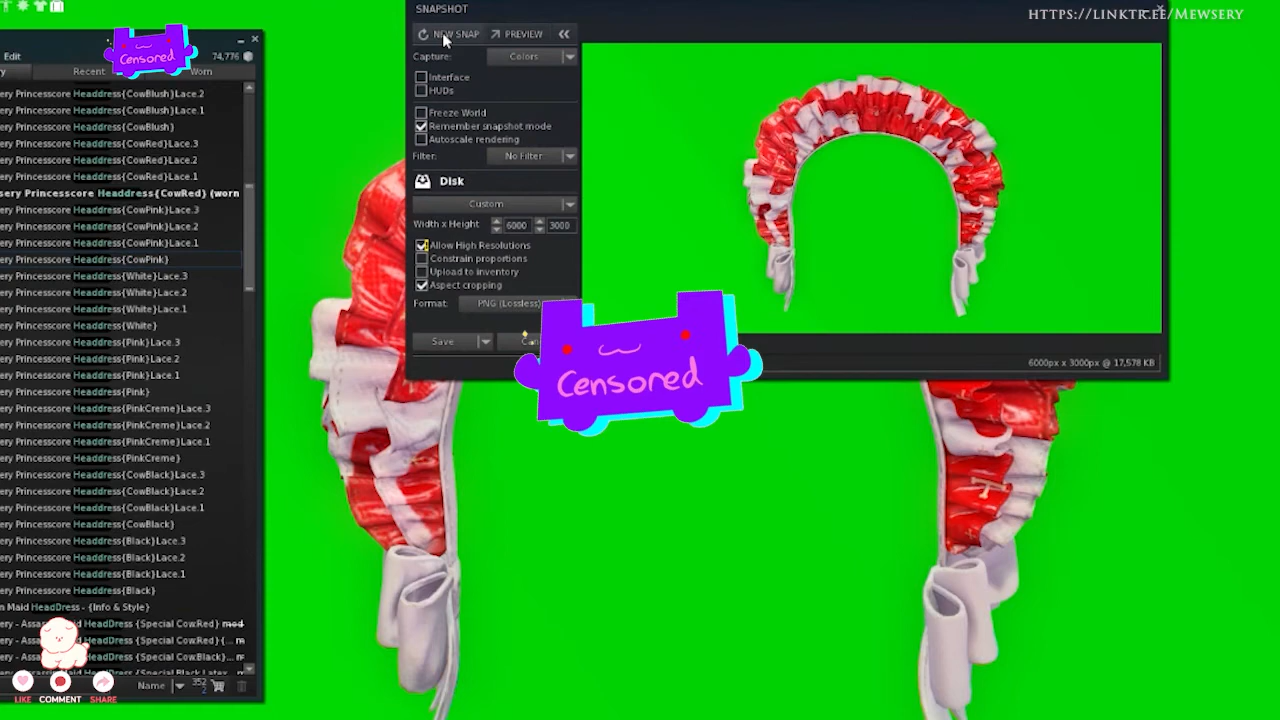 SNAPSHOT
HTTPS://LINKTR.EE/MEWSERY
NEW SNAP
PREVIEW
Capture:
Colors
Interface
HUDs
Freeze World
Remember snapshot mode
Autoscale rendering
Filter:
No Filter
Disk
Custom
Width x Height
6000
3000
Allow High Resolutions
Constrain proportions
Upload to inventory
Aspect cropping
Format:
PNG (Lossless)
Save
6000px x 3000px @ 17,578 KB
Censored
Edit
Censored
74,776
Recent
Worn
ery Princesscore Headdress{CowBlush}Lace.2
ery Princesscore Headdress{CowBlush}Lace.1
ery Princesscore Headdress{CowBlush}
ery Princesscore Headdress{CowRed}Lace.3
ery Princesscore Headdress{CowRed}Lace.2
ery Princesscore Headdress{CowRed}Lace.1
sery Princesscore Headdress{CowRed} (worn
ery Princesscore Headdress{CowPink}Lace.3
ery Princesscore Headdress{CowPink}Lace.2
ery Princesscore Headdress{CowPink}Lace.1
ery Princesscore Headdress{CowPink}
ery Princesscore Headdress{White}Lace.3
ery Princesscore Headdress{White}Lace.2
ery Princesscore Headdress{White}Lace.1
ery Princesscore Headdress{White}
ery Princesscore Headdress{Pink}Lace.3
ery Princesscore Headdress{Pink}Lace.2
ery Princesscore Headdress{Pink}Lace.1
ery Princesscore Headdress{Pink}
ery Princesscore Headdress{PinkCreme}Lace.3
ery Princesscore Headdress{PinkCreme}Lace.2
ery Princesscore Headdress{PinkCreme}Lace.1
ery Princesscore Headdress{PinkCreme}
ery Princesscore Headdress{CowBlack}Lace.3
ery Princesscore Headdress{CowBlack}Lace.2
ery Princesscore Headdress{CowBlack}Lace.1
ery Princesscore Headdress{CowBlack}
ery Princesscore Headdress{Black}Lace.3
ery Princesscore Headdress{Black}Lace.2
ery Princesscore Headdress{Black}Lace.1
ery Princesscore Headdress{Black}
n Maid HeadDress - {Info & Style}
HeadDress {Special CowRed}
HeadDress {Special CowRed}
HeadDress {Special CowBlack}...
Name
352
2
LIKE
COMMENT
SHARE